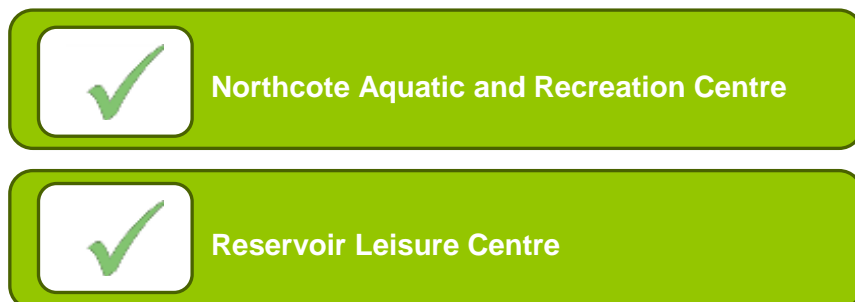 Northcote Aquatic and Recreation Centre
Reservoir Leisure Centre